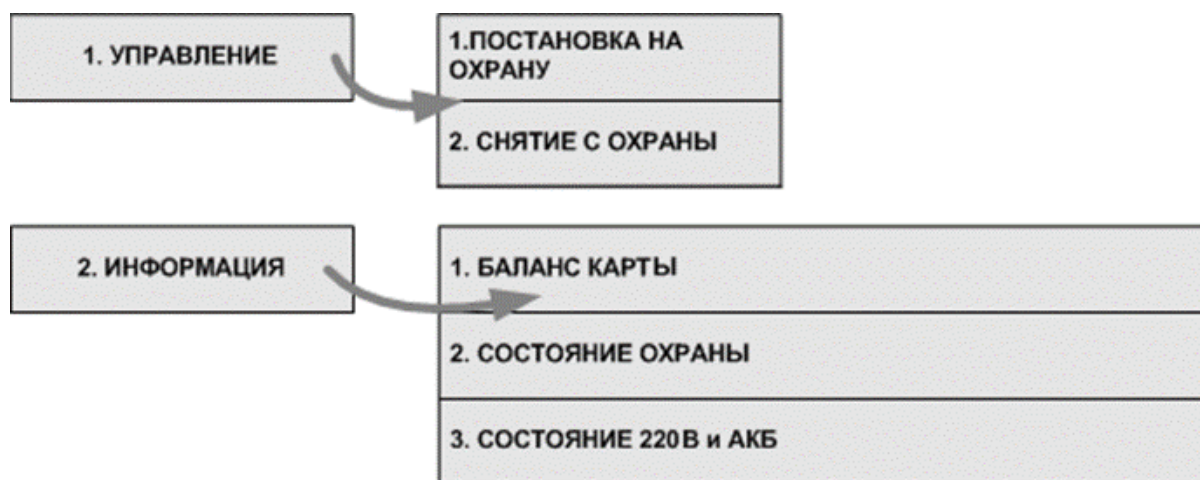 1. УПРАВЛЕНИЕ
1.ПОСТАНОВКА НА
ОХРАНУ
2. СНЯТИЕ С ОХРАНЫ
2. ИНФОРМАЦИЯ
1. БАЛАНС КАРТЫ
2. СОСТОЯНИЕ ОХРАНЫ
3. СОСТОЯНИЕ 220В и АКБ